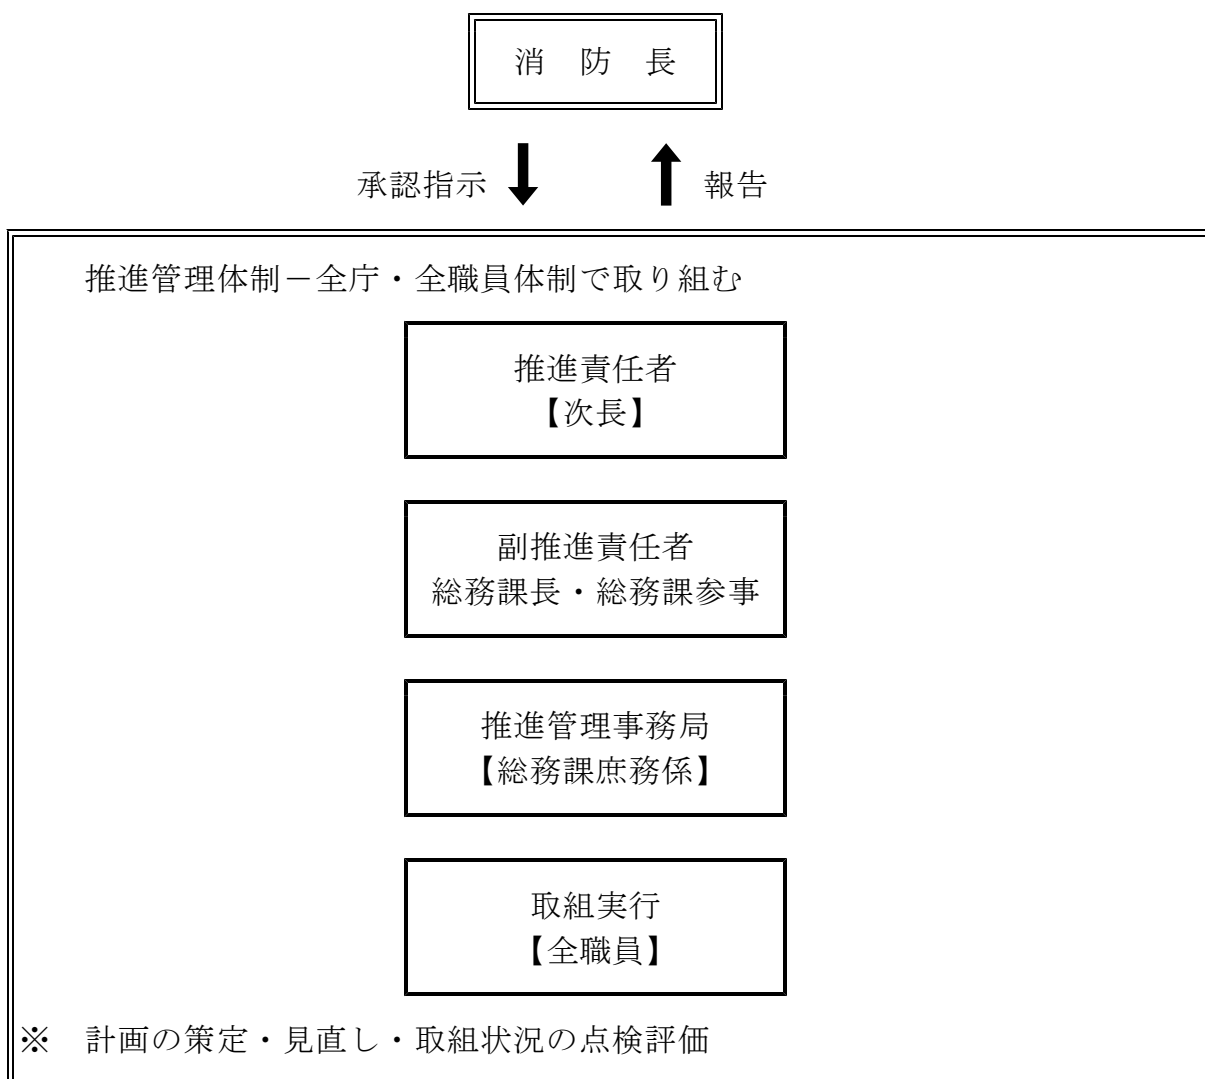 消　防　長
承認指示　報告
推進管理体制－全庁・全職員体制で取り組む
推進責任者
【次長】
副推進責任者
総務課長・総務課参事
推進管理事務局
【総務課庶務係】
取組実行
【全職員】
※　計画の策定・見直し・取組状況の点検評価